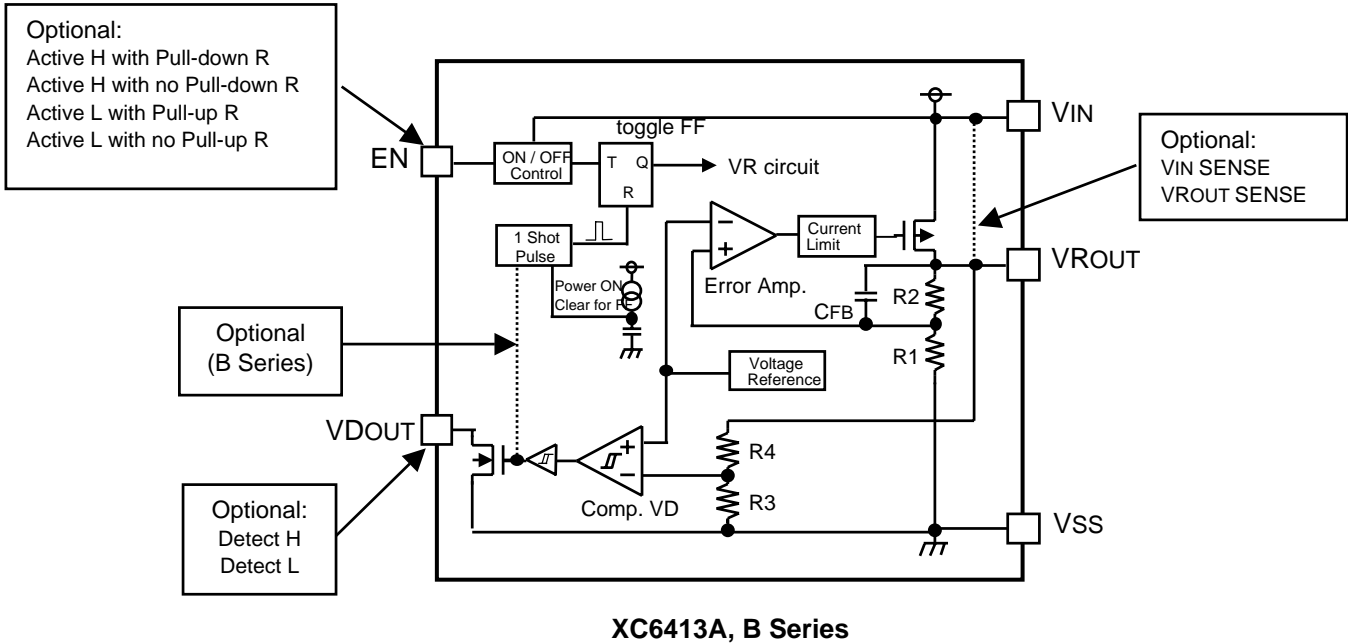 Optional:
Active H with Pull-down R
Active H with no Pull-down R
Active L with Pull-up R
Active L with no Pull-up R
EN
ON / OFF
Control
toggle FF
T Q
R
VR circuit
VIN
Optional:
VIN SENSE
VROUT SENSE
1 Shot
Pulse
Power ON
Clear for FF
−
+
Error Amp.
Current
Limit
VROUT
CFB
R2
R1
Optional
(B Series)
Voltage
Reference
VDOUT
+
−
Comp. VD
R4
R3
VSS
Optional:
Detect H
Detect L
XC6413A, B Series